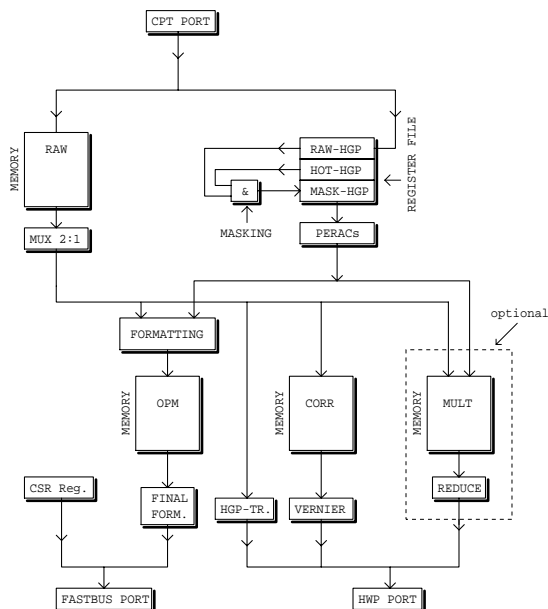 CPT PORT
MEMORY
RAW
RAW-HGP
HOT-HGP
MASK-HGP
REGISTER FILE
&
MASKING
MUX 2:1
PERACs
optional
FORMATTING
MEMORY
OPM
MEMORY
CORR
MEMORY
MULT
CSR Reg.
FINAL
FORM.
HGP-TR.
VERNIER
REDUCE
FASTBUS PORT
HWP PORT